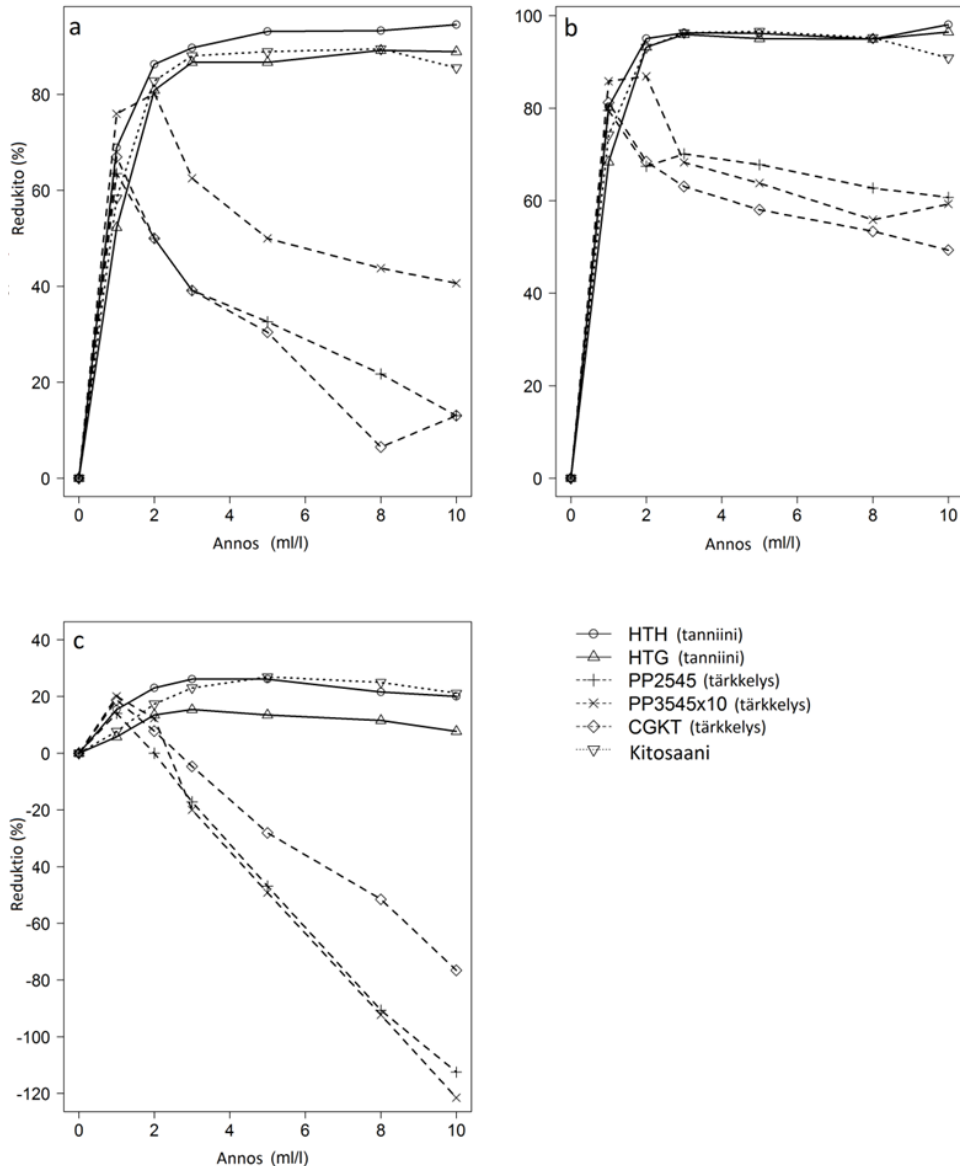 a
80
60
40
20
0
Redukito (%)
0 2 4 6 8 10
Annos (ml/l)
b
100
80
60
40
20
0
0 2 4 6 8 10
Annos (ml/l)
c
40
20
0
-20
-40
-60
-80
-100
-120
Reduktio (%)
0 2 4 6 8 10
Annos (ml/l)
HTH (tanniini)
HTG (tanniini)
PP2545 (tärkkelys)
PP3545x10 (tärkkelys)
CGKT (tärkkelys)
Kitosaani